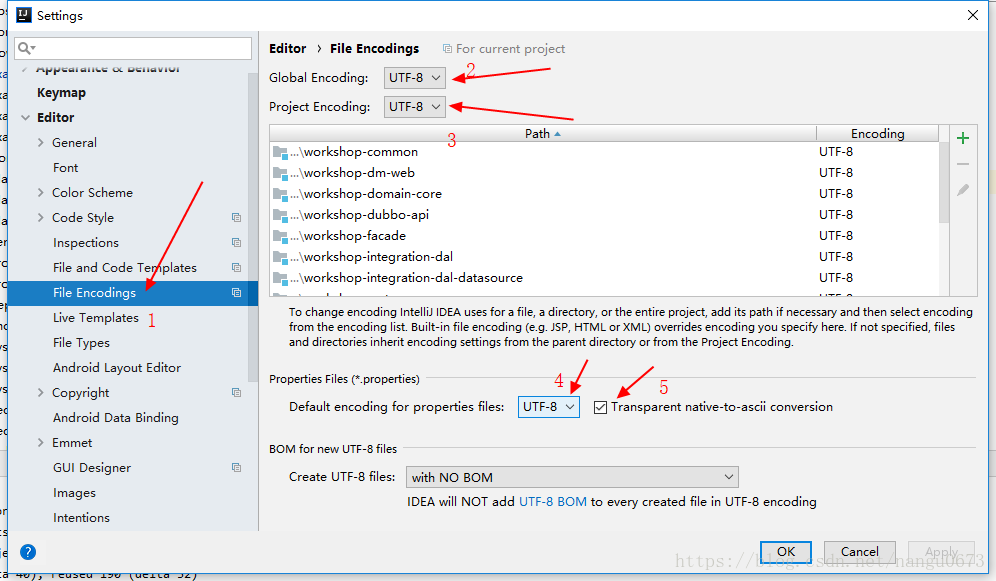 Settings
Appearance & Behavior
Keymap
Editor
General
Font
Color Scheme
Code Style
Inspections
File and Code Templates
File Encodings
1
Live Templates
File Types
Android Layout Editor
Copyright
Android Data Binding
Emmet
GUI Designer
Images
Intentions
Editor › File Encodings For current project
Global Encoding: UTF-8 2
Project Encoding: UTF-8
3
Path Encoding
...\workshop-common UTF-8
...\workshop-dm-web UTF-8
...\workshop-domain-core UTF-8
...\workshop-dubbo-api UTF-8
...\workshop-facade UTF-8
...\workshop-integration-dal UTF-8
...\workshop-integration-dal-datasource UTF-8
To change encoding IntelliJ IDEA uses for a file, a directory, or the entire project, add its path if necessary and then select encoding
from the encoding list. Built-in file encoding (e.g. JSP, HTML or XML) overrides encoding you specify here. If not specified, files
and directories inherit encoding settings from the parent directory or from the Project Encoding.
Properties Files (*.properties)
4 5
Default encoding for properties files: UTF-8 Transparent native-to-ascii conversion
BOM for new UTF-8 files
Create UTF-8 files: with NO BOM
IDEA will NOT add UTF-8 BOM to every created file in UTF-8 encoding
? OK Cancel Apply
https://blog.csdn.net/nangu0673